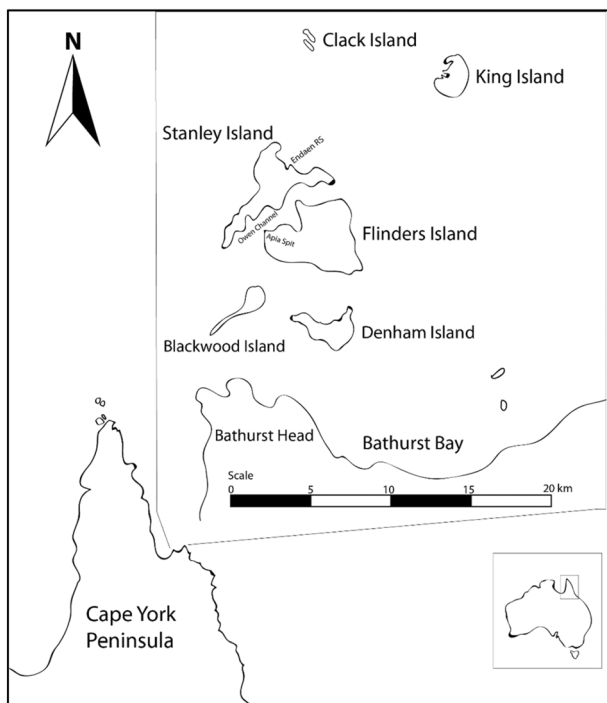 N
Clack Island
King Island
Stanley Island
Endaen RS
Owen Channel
Apia Spit
Flinders Island
Blackwood Island
Denham Island
Bathurst Head
Bathurst Bay
Scale
0 5 10 15 20 km
Cape York
Peninsula